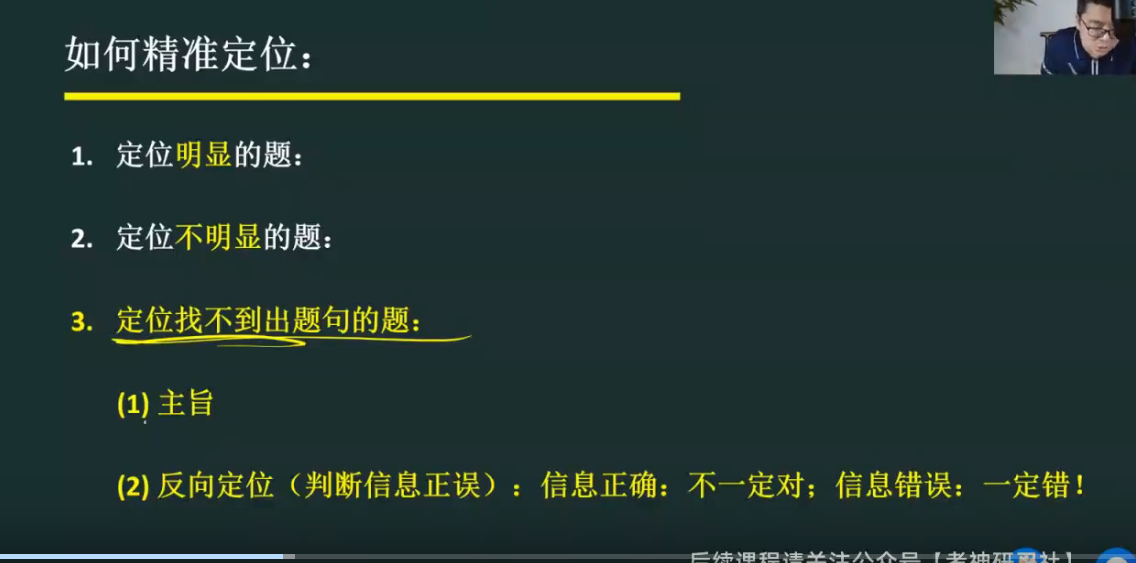 如何精准定位：
1. 定位明显的题：
2. 定位不明显的题：
3. 定位找不到出题句的题：
(1) 主旨
(2) 反向定位（判断信息正误）：信息正确：不一定对；信息错误：一定错！
后续课程请关注公众号【考神研习社】